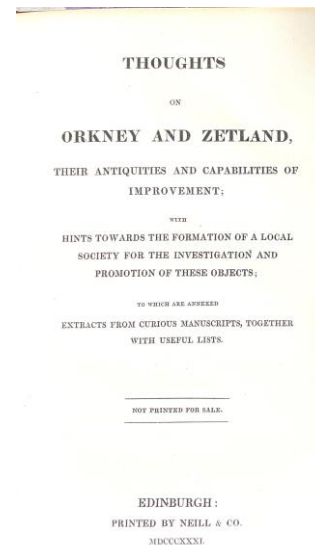 THOUGHTS
ON
ORKNEY AND ZETLAND,
THEIR ANTIQUITIES AND CAPABILITIES OF
IMPROVEMENT;
WITH
HINTS TOWARDS THE FORMATION OF A LOCAL
SOCIETY FOR THE INVESTIGATION AND
PROMOTION OF THESE OBJECTS;
TO WHICH ARE ANNEXED
EXTRACTS FROM CURIOUS MANUSCRIPTS, TOGETHER
WITH USEFUL LISTS.
NOT PRINTED FOR SALE.
EDINBURGH:
PRINTED BY NEILL & CO.
MDCCCXXXI.